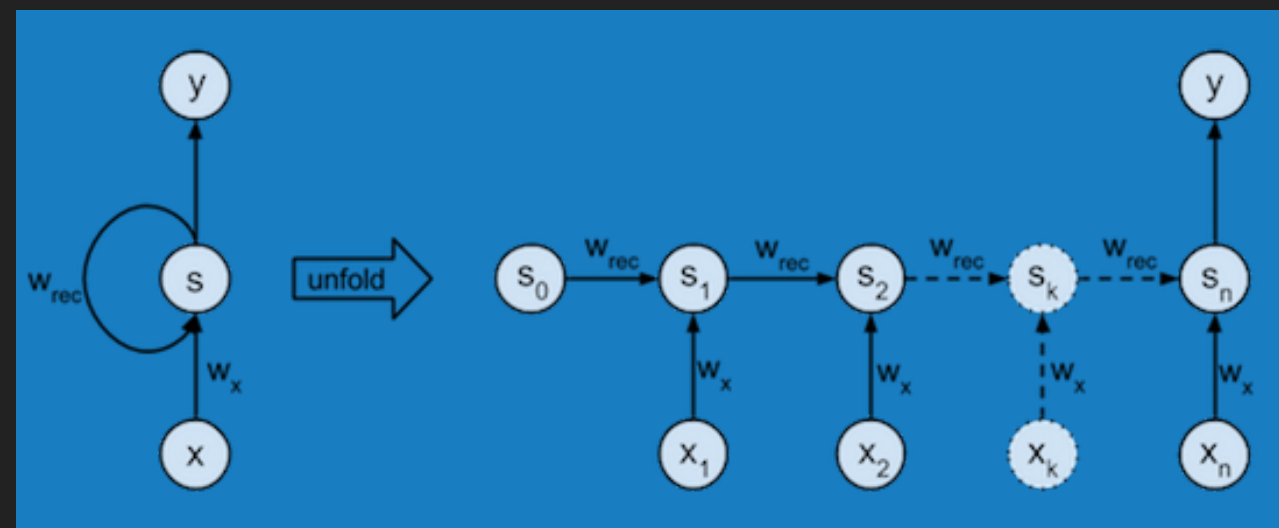 y
y
w_rec
s
unfold
s_0
w_rec
s_1
w_rec
s_2
w_rec
s_k
w_rec
s_n
w_x
w_x
w_x
w_x
w_x
x
x_1
x_2
x_k
x_n